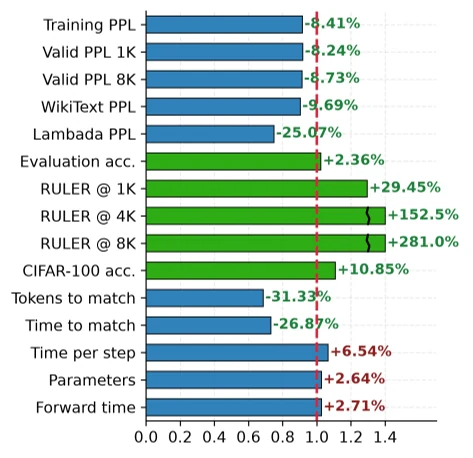 Training PPL -8.41%
Valid PPL 1K -8.24%
Valid PPL 8K -8.73%
WikiText PPL -9.69%
Lambada PPL -25.07%
Evaluation acc. +2.36%
RULER @ 1K +29.45%
RULER @ 4K +152.5%
RULER @ 8K +281.0%
CIFAR-100 acc. +10.85%
Tokens to match -31.33%
Time to match -26.87%
Time per step +6.54%
Parameters +2.64%
Forward time +2.71%
0.0 0.2 0.4 0.6 0.8 1.0 1.2 1.4